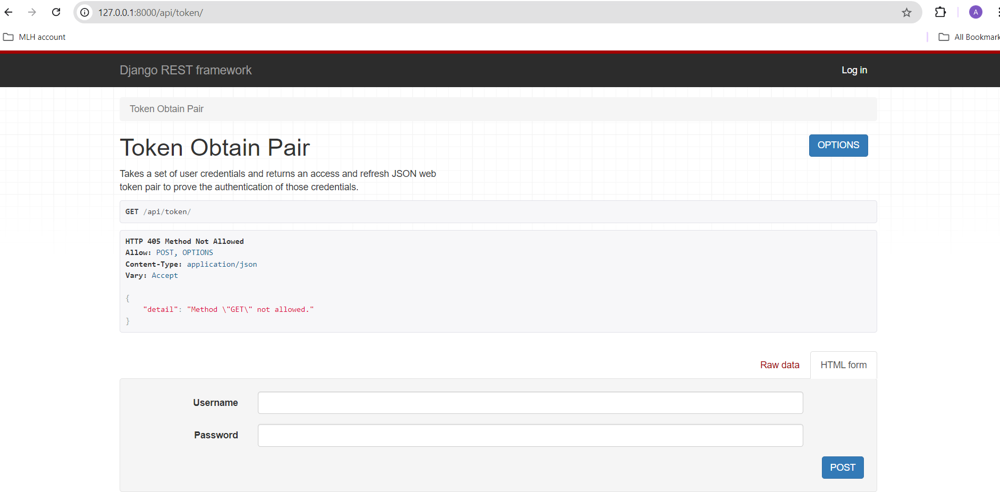 127.0.0.1:8000/api/token/
A
MLH account
All Bookmark
Django REST framework
Log in
Token Obtain Pair
Token Obtain Pair
OPTIONS
Takes a set of user credentials and returns an access and refresh JSON web
token pair to prove the authentication of those credentials.
GET /api/token/
HTTP 405 Method Not Allowed
Allow: POST, OPTIONS
Content-Type: application/json
Vary: Accept
{
    "detail": "Method \"GET\" not allowed."
}
Raw data
HTML form
Username
Password
POST